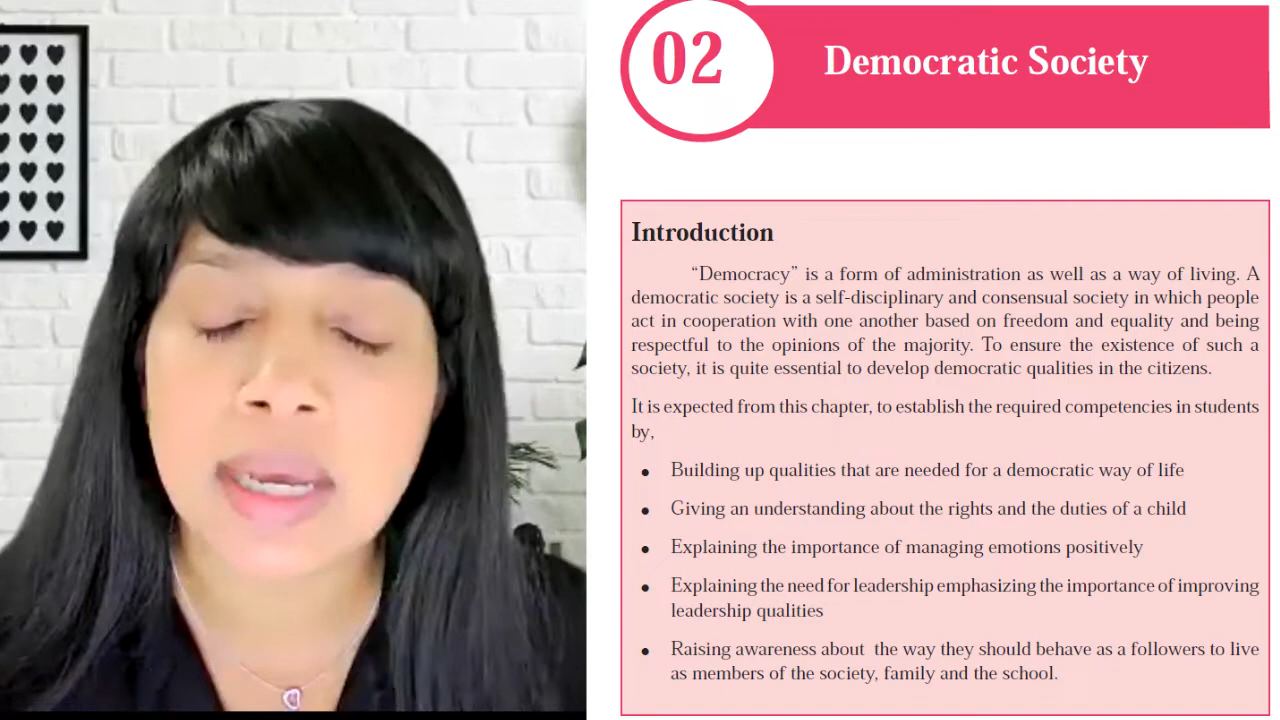 02
Democratic Society
Introduction
“Democracy” is a form of administration as well as a way of living. A
democratic society is a self-disciplinary and consensual society in which people
act in cooperation with one another based on freedom and equality and being
respectful to the opinions of the majority. To ensure the existence of such a
society, it is quite essential to develop democratic qualities in the citizens.
It is expected from this chapter, to establish the required competencies in students
by,
• Building up qualities that are needed for a democratic way of life
• Giving an understanding about the rights and the duties of a child
• Explaining the importance of managing emotions positively
• Explaining the need for leadership emphasizing the importance of improving
leadership qualities
• Raising awareness about the way they should behave as a followers to live
as members of the society, family and the school.